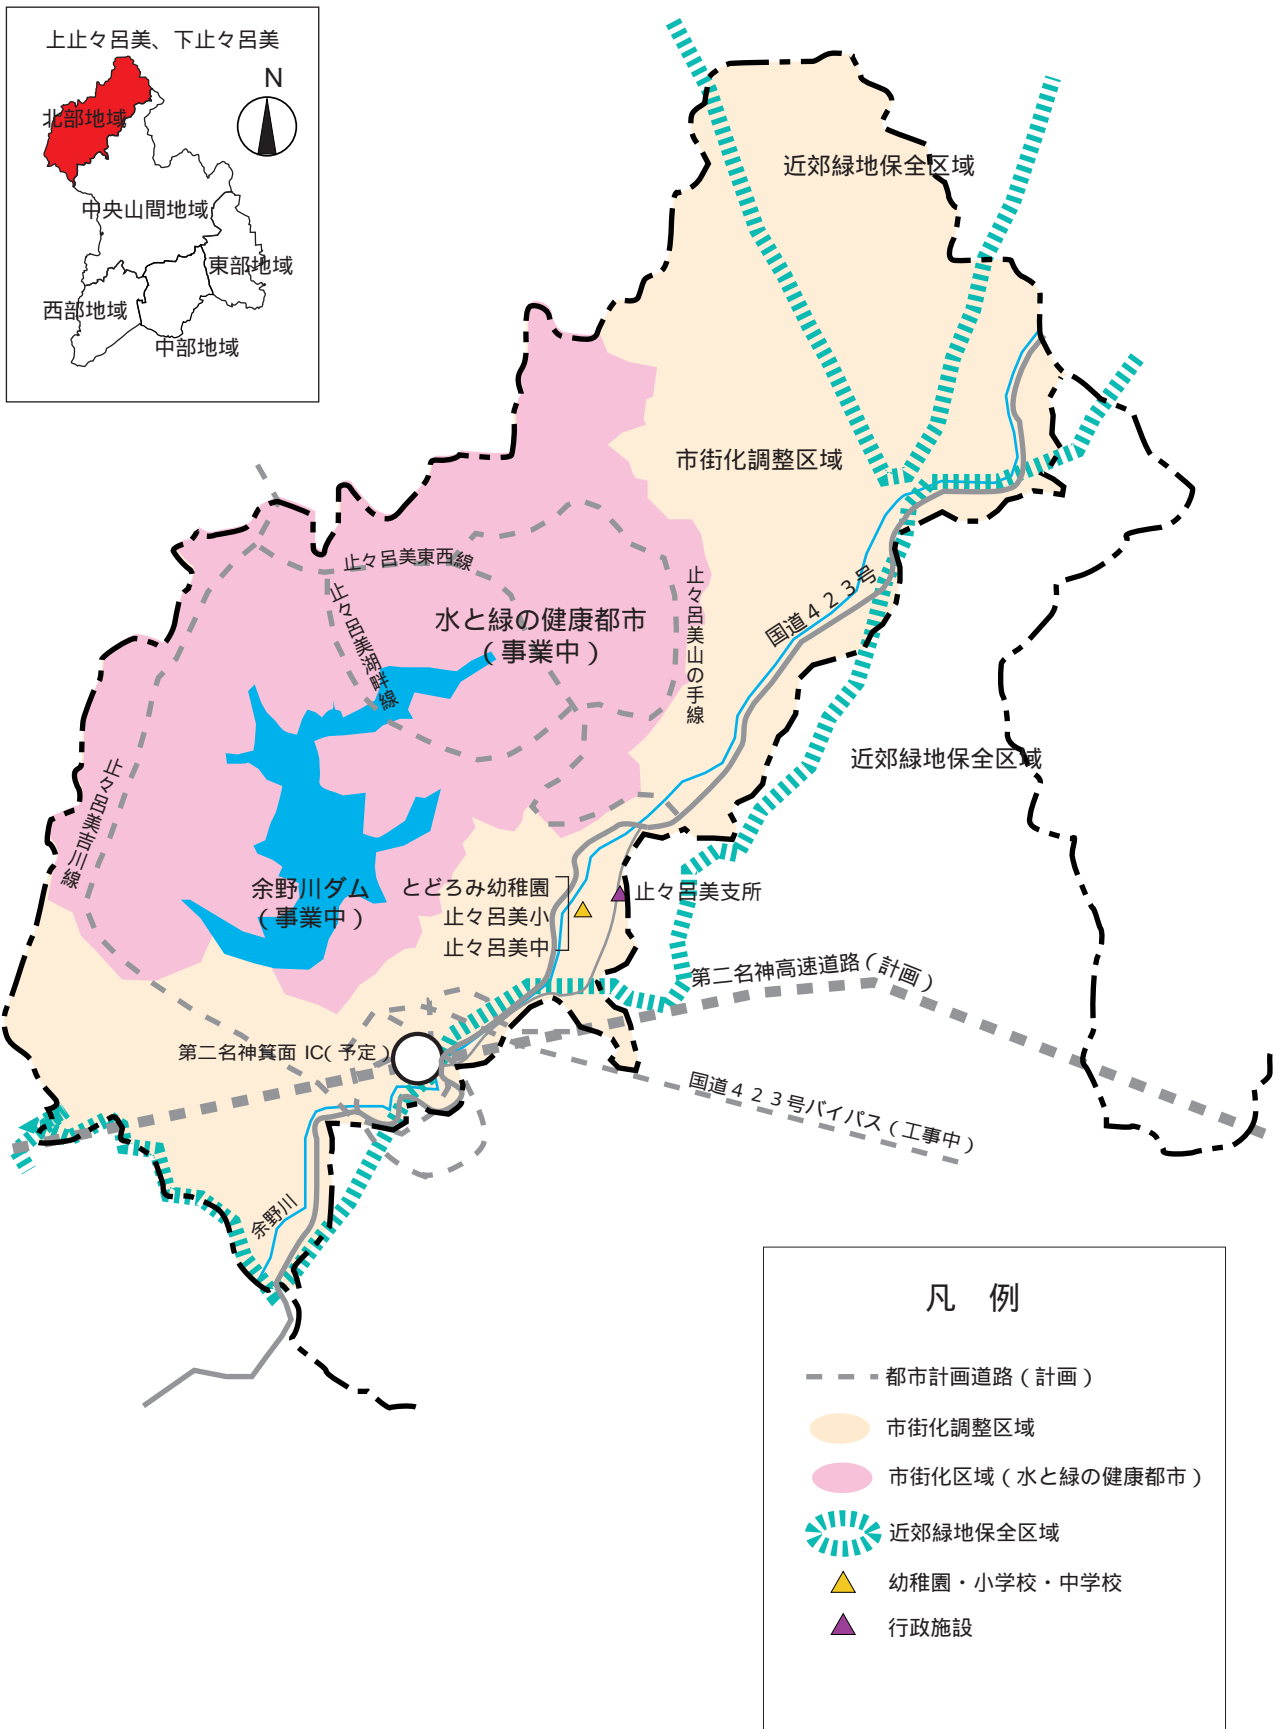 上止々呂美、下止々呂美
N
北部地域
中央山間地域
東部地域
西部地域
中部地域
近郊緑地保全区域
市街化調整区域
止々呂美東西線
止々呂美湖畔線
水と緑の健康都市
（事業中）
止々呂美山の手線
国道４２３号
近郊緑地保全区域
止々呂美吉川線
余野川ダム
（事業中）
とどろみ幼稚園
止々呂美小
止々呂美中
止々呂美支所
第二名神高速道路（計画）
第二名神箕面 IC（予定）
国道４２３号バイパス（工事中）
余野川
凡 例
都市計画道路（計画）
市街化調整区域
市街化区域（水と緑の健康都市）
近郊緑地保全区域
幼稚園・小学校・中学校
行政施設